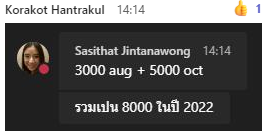 Korakot Hantrakul 14:14 👍 1
Sasithat Jintanawong 14:14
3000 aug + 5000 oct
รวมเปน 8000 ในปี 2022